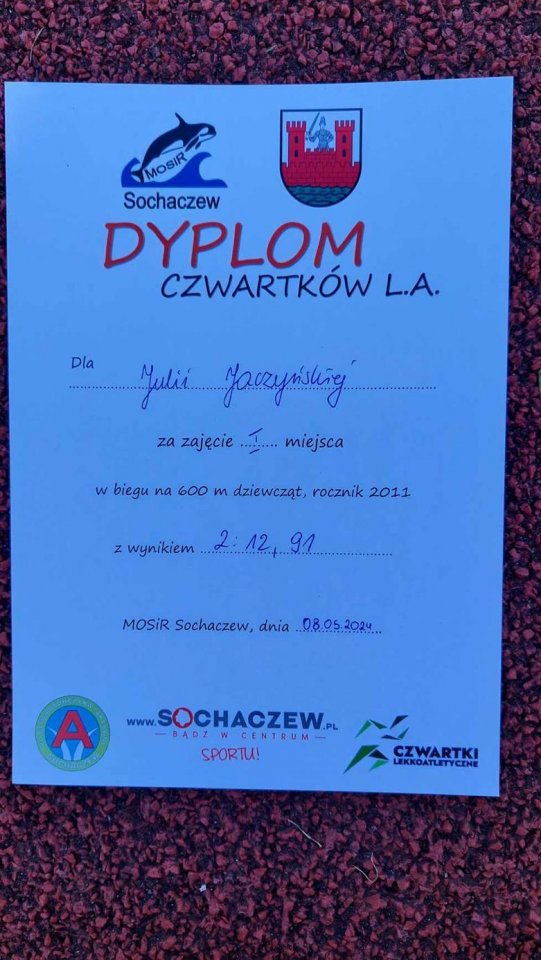 MOSiR
Sochaczew
DYPLOM
CZWARTKÓW L.A.
Dla Julii Jaczyńskiej
za zajęcie I miejsca
w biegu na 600 m dziewcząt, rocznik 2011
z wynikiem 2:12,91
MOSiR Sochaczew, dnia 08.05.2024
A
www.SOCHACZEW.PL
BĄDŹ W CENTRUM
SPORTU!
CZWARTKI
LEKKOATLETYCZNE